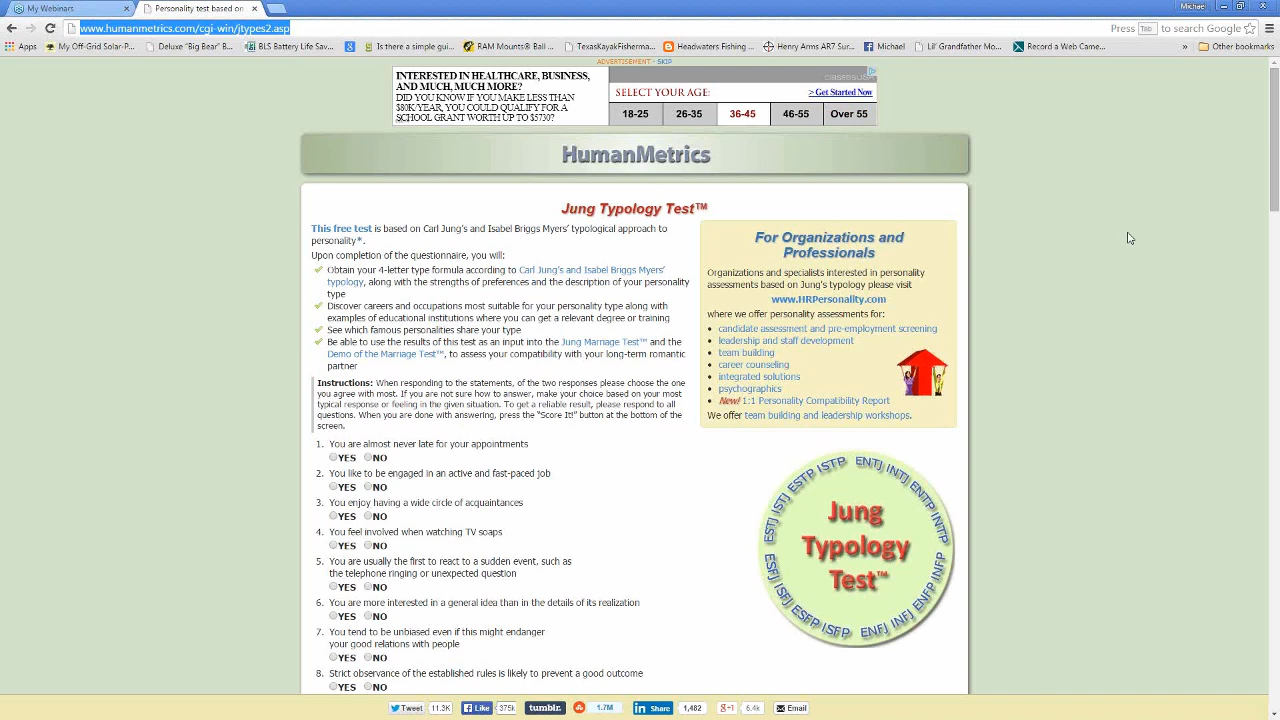 My Webinars
Personality test based on
Michael
www.humanmetrics.com/cgi-win/jtypes2.asp
Press Tab to search Google
Apps
My Off-Grid Solar-P...
Deluxe "Big Bear" B...
BLS Battery Life Sav...
Is there a simple gui...
RAM Mounts® Ball ...
TexasKayakFisherma...
Headwaters Fishing ...
Henry Arms AR7 Sur...
Michael
Lil' Grandfather Mo...
Record a Web Came...
»
Other bookmarks
ADVERTISEMENT - SKIP
INTERESTED IN HEALTHCARE, BUSINESS,
AND MUCH, MUCH MORE?
DID YOU KNOW IF YOU MAKE LESS THAN
$80K/YEAR, YOU COULD QUALIFY FOR A
SCHOOL GRANT WORTH UP TO $5730?
classesUSA
SELECT YOUR AGE:
> Get Started Now
18-25 26-35 36-45 46-55 Over 55
HumanMetrics
Jung Typology Test™
This free test is based on Carl Jung's and Isabel Briggs Myers' typological approach to
personality*.
Upon completion of the questionnaire, you will:
Obtain your 4-letter type formula according to Carl Jung's and Isabel Briggs Myers'
typology, along with the strengths of preferences and the description of your personality
type
Discover careers and occupations most suitable for your personality type along with
examples of educational institutions where you can get a relevant degree or training
See which famous personalities share your type
Be able to use the results of this test as an input into the Jung Marriage Test™ and the
Demo of the Marriage Test™, to assess your compatibility with your long-term romantic
partner
Instructions: When responding to the statements, of the two responses please choose the one
you agree with most. If you are not sure how to answer, make your choice based on your most
typical response or feeling in the given situation. To get a reliable result, please respond to all
questions. When you are done with answering, press the "Score It!" button at the bottom of the
screen.
For Organizations and
Professionals
Organizations and specialists interested in personality
assessments based on Jung's typology please visit
www.HRPersonality.com
where we offer personality assessments for:
• candidate assessment and pre-employment screening
• leadership and staff development
• team building
• career counseling
• integrated solutions
• psychographics
• New! 1:1 Personality Compatibility Report
We offer team building and leadership workshops.
1. You are almost never late for your appointments
YES NO
2. You like to be engaged in an active and fast-paced job
YES NO
3. You enjoy having a wide circle of acquaintances
YES NO
4. You feel involved when watching TV soaps
YES NO
5. You are usually the first to react to a sudden event, such as
the telephone ringing or unexpected question
YES NO
6. You are more interested in a general idea than in the details of its realization
YES NO
7. You tend to be unbiased even if this might endanger
your good relations with people
YES NO
8. Strict observance of the established rules is likely to prevent a good outcome
YES NO
ESTJ ISTJ ESTP ISTP ENTJ INTJ ENTP INTP
Jung
Typology
Test™
ESFJ ISFJ ESFP ISFP ENFJ INFJ ENFP INFP
Tweet 11.3K
Like 375k
tumblr.
1.7M
in Share 1,482
g+1 6.4k
Email